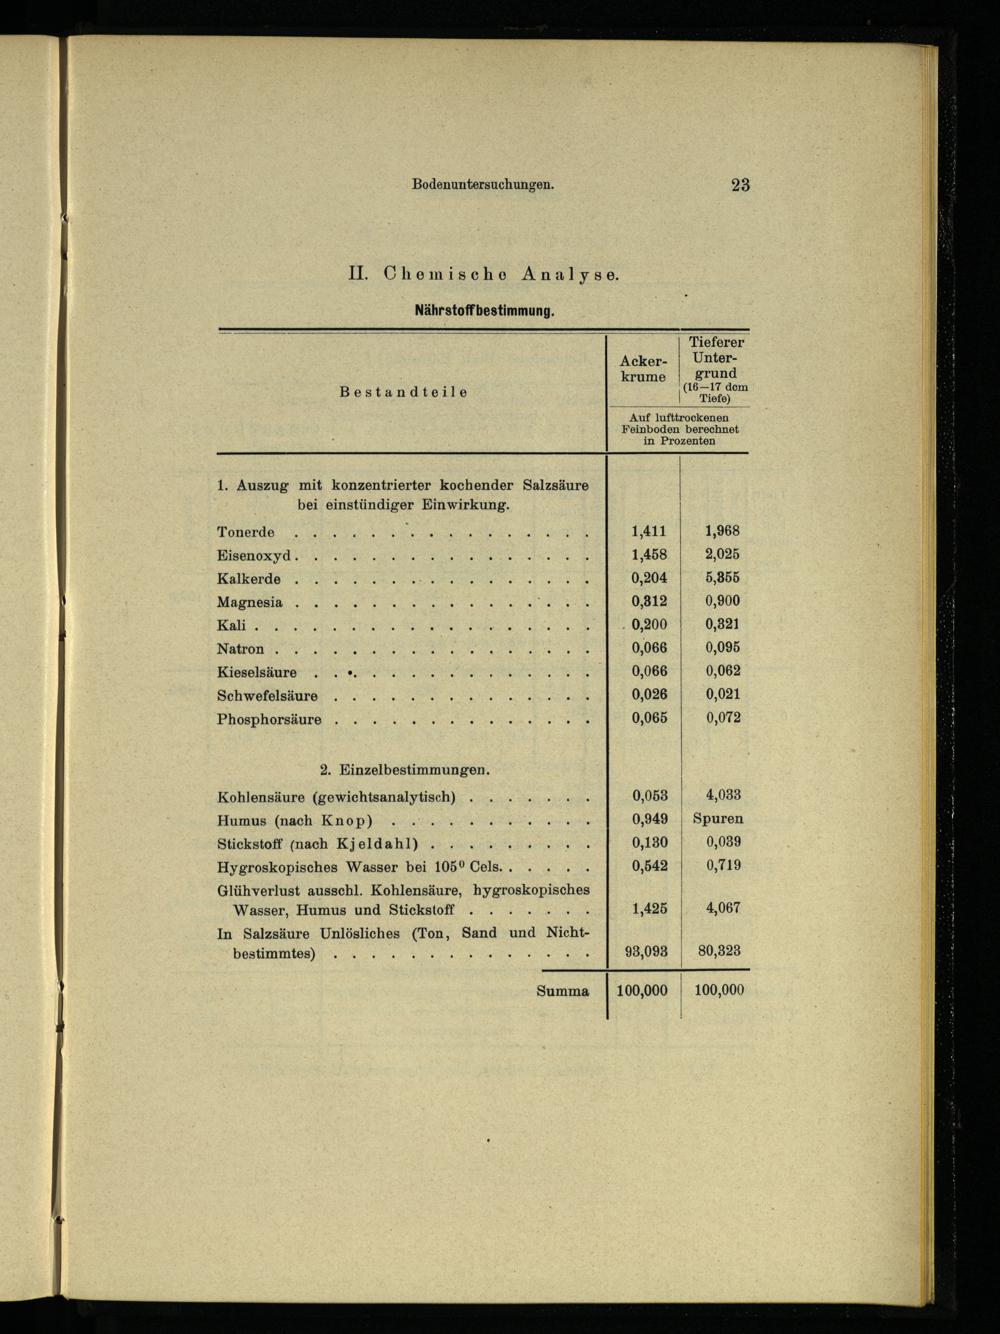 Bodenuntersuchungen. 23
II. Chemische Analyse.
Nährstoffbestimmung.
Bestandteile
Acker-
krume
Tieferer
Unter-
grund
(16—17 dcm
Tiefe)
Auf lufttrockenen
Feinboden berechnet
in Prozenten
1. Auszug mit konzentrierter kochender Salzsäure
bei einstündiger Einwirkung.
Tonerde . . . . . . . . . . . . . . . . 1,411 1,968
Eisenoxyd . . . . . . . . . . . . . . . . 1,458 2,025
Kalkerde . . . . . . . . . . . . . . . . 0,204 5,355
Magnesia . . . . . . . . . . . . . . . . 0,312 0,900
Kali . . . . . . . . . . . . . . . . . . 0,200 0,321
Natron . . . . . . . . . . . . . . . . . 0,066 0,095
Kieselsäure . . . . . . . . . . . . . . . 0,066 0,062
Schwefelsäure . . . . . . . . . . . . . . 0,026 0,021
Phosphorsäure . . . . . . . . . . . . . . 0,065 0,072
2. Einzelbestimmungen.
Kohlensäure (gewichtsanalytisch) . . . . . . . 0,053 4,033
Humus (nach Knop) . . . . . . . . . . . 0,949 Spuren
Stickstoff (nach Kjeldahl) . . . . . . . . . 0,130 0,039
Hygroskopisches Wasser bei 105⁰ Cels. . . . . . 0,542 0,719
Glühverlust ausschl. Kohlensäure, hygroskopisches
Wasser, Humus und Stickstoff . . . . . . . 1,425 4,067
In Salzsäure Unlösliches (Ton, Sand und Nicht-
bestimmtes) . . . . . . . . . . . . . . 93,093 80,323
Summa 100,000 100,000